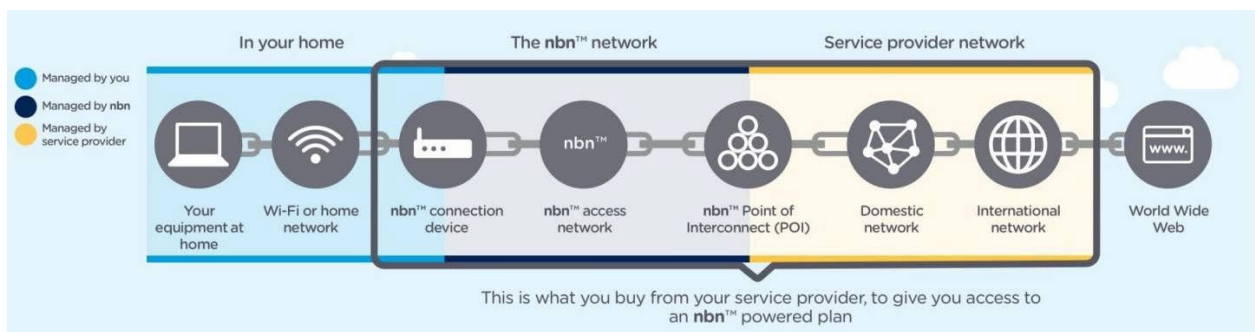 In your home
The nbn™ network
Service provider network
Managed by you
Managed by nbn
Managed by
service provider
nbn™
www.
Your
equipment at
home
Wi-Fi or home
network
nbn™ connection
device
nbn™ access
network
nbn™ Point of
Interconnect (POI)
Domestic
network
International
network
World Wide
Web
This is what you buy from your service provider, to give you access to
an nbn™ powered plan